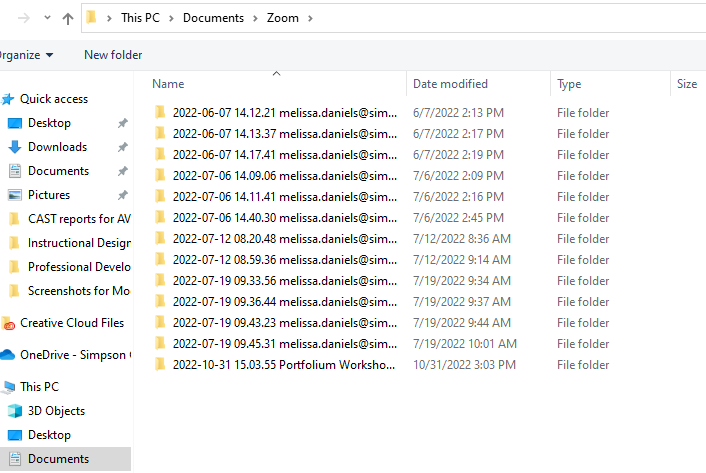 This PC > Documents > Zoom >
Organize New folder
Name Date modified Type Size
Quick access
Desktop
Downloads
Documents
Pictures
CAST reports for AV
Instructional Design
Professional Develo
Screenshots for Mo
Creative Cloud Files
OneDrive - Simpson
This PC
3D Objects
Desktop
Documents
2022-06-07 14.12.21 melissa.daniels@sim... 6/7/2022 2:13 PM File folder
2022-06-07 14.13.37 melissa.daniels@sim... 6/7/2022 2:17 PM File folder
2022-06-07 14.17.41 melissa.daniels@sim... 6/7/2022 2:19 PM File folder
2022-07-06 14.09.06 melissa.daniels@sim... 7/6/2022 2:09 PM File folder
2022-07-06 14.11.41 melissa.daniels@sim... 7/6/2022 2:16 PM File folder
2022-07-06 14.40.30 melissa.daniels@sim... 7/6/2022 2:45 PM File folder
2022-07-12 08.20.48 melissa.daniels@sim... 7/12/2022 8:36 AM File folder
2022-07-12 08.59.36 melissa.daniels@sim... 7/12/2022 9:14 AM File folder
2022-07-19 09.33.56 melissa.daniels@sim... 7/19/2022 9:34 AM File folder
2022-07-19 09.36.44 melissa.daniels@sim... 7/19/2022 9:37 AM File folder
2022-07-19 09.43.23 melissa.daniels@sim... 7/19/2022 9:44 AM File folder
2022-07-19 09.45.31 melissa.daniels@sim... 7/19/2022 10:01 AM File folder
2022-10-31 15.03.55 Portfolium Worksho... 10/31/2022 3:03 PM File folder